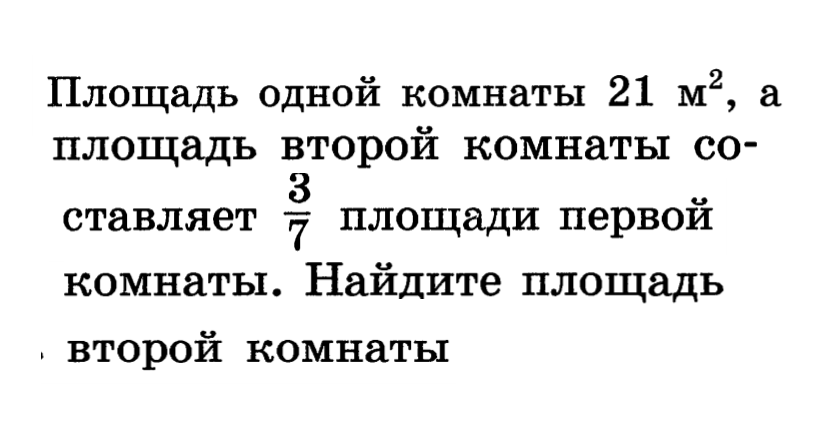 Площадь одной комнаты 21 м², а
площадь второй комнаты со-
ставляет 3/7 площади первой
комнаты. Найдите площадь
второй комнаты